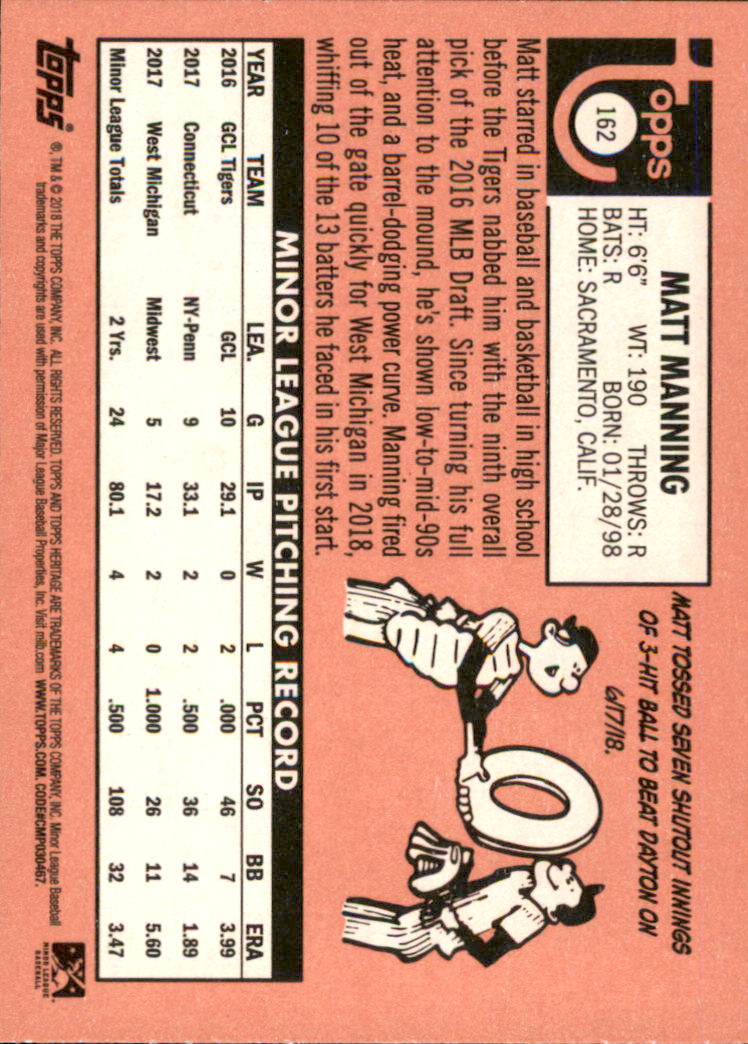 topps
162
MATT MANNING
HT: 6'6" WT: 190 THROWS: R
BATS: R BORN: 01/28/98
HOME: SACRAMENTO, CALIF.
Matt starred in baseball and basketball in high school
before the Tigers nabbed him with the ninth overall
pick of the 2016 MLB Draft. Since turning his full
attention to the mound, he's shown low-to-mid-90s
heat, and a barrel-dodging power curve. Manning fired
out of the gate quickly for West Michigan in 2018,
whiffing 10 of the 13 batters he faced in his first start.
MATT TOSSED SEVEN SHUTOUT INNINGS
OF 3-HIT BALL TO BEAT DAYTON ON
6/7/18.
MINOR LEAGUE PITCHING RECORD
YEAR TEAM LEA. G IP W L PCT SO BB ERA
2016 GCL Tigers GCL 10 29.1 0 2 .000 46 7 3.99
2017 Connecticut NY-Penn 9 33.1 2 2 .500 36 14 1.89
2017 West Michigan Midwest 5 17.2 2 0 1.000 26 11 5.60
Minor League Totals 2 Yrs. 24 80.1 4 4 .500 108 32 3.47
topps® ®, TM & © 2018 THE TOPPS COMPANY, INC. ALL RIGHTS RESERVED. TOPPS AND TOPPS HERITAGE ARE TRADEMARKS OF THE TOPPS COMPANY, INC. Minor League Baseball
trademarks and copyrights are used with permission of Major League Baseball Properties, Inc. Visit milb.com WWW.TOPPS.COM. CODE#CMP030467.
MINOR LEAGUE
BASEBALL